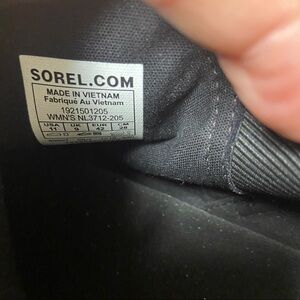 SOREL.COM
MADE IN VIETNAM
Fabriqué Au Vietnam
1921501205
WMN'S NL3712-205
USA UK EUR CM
11 9 42 28